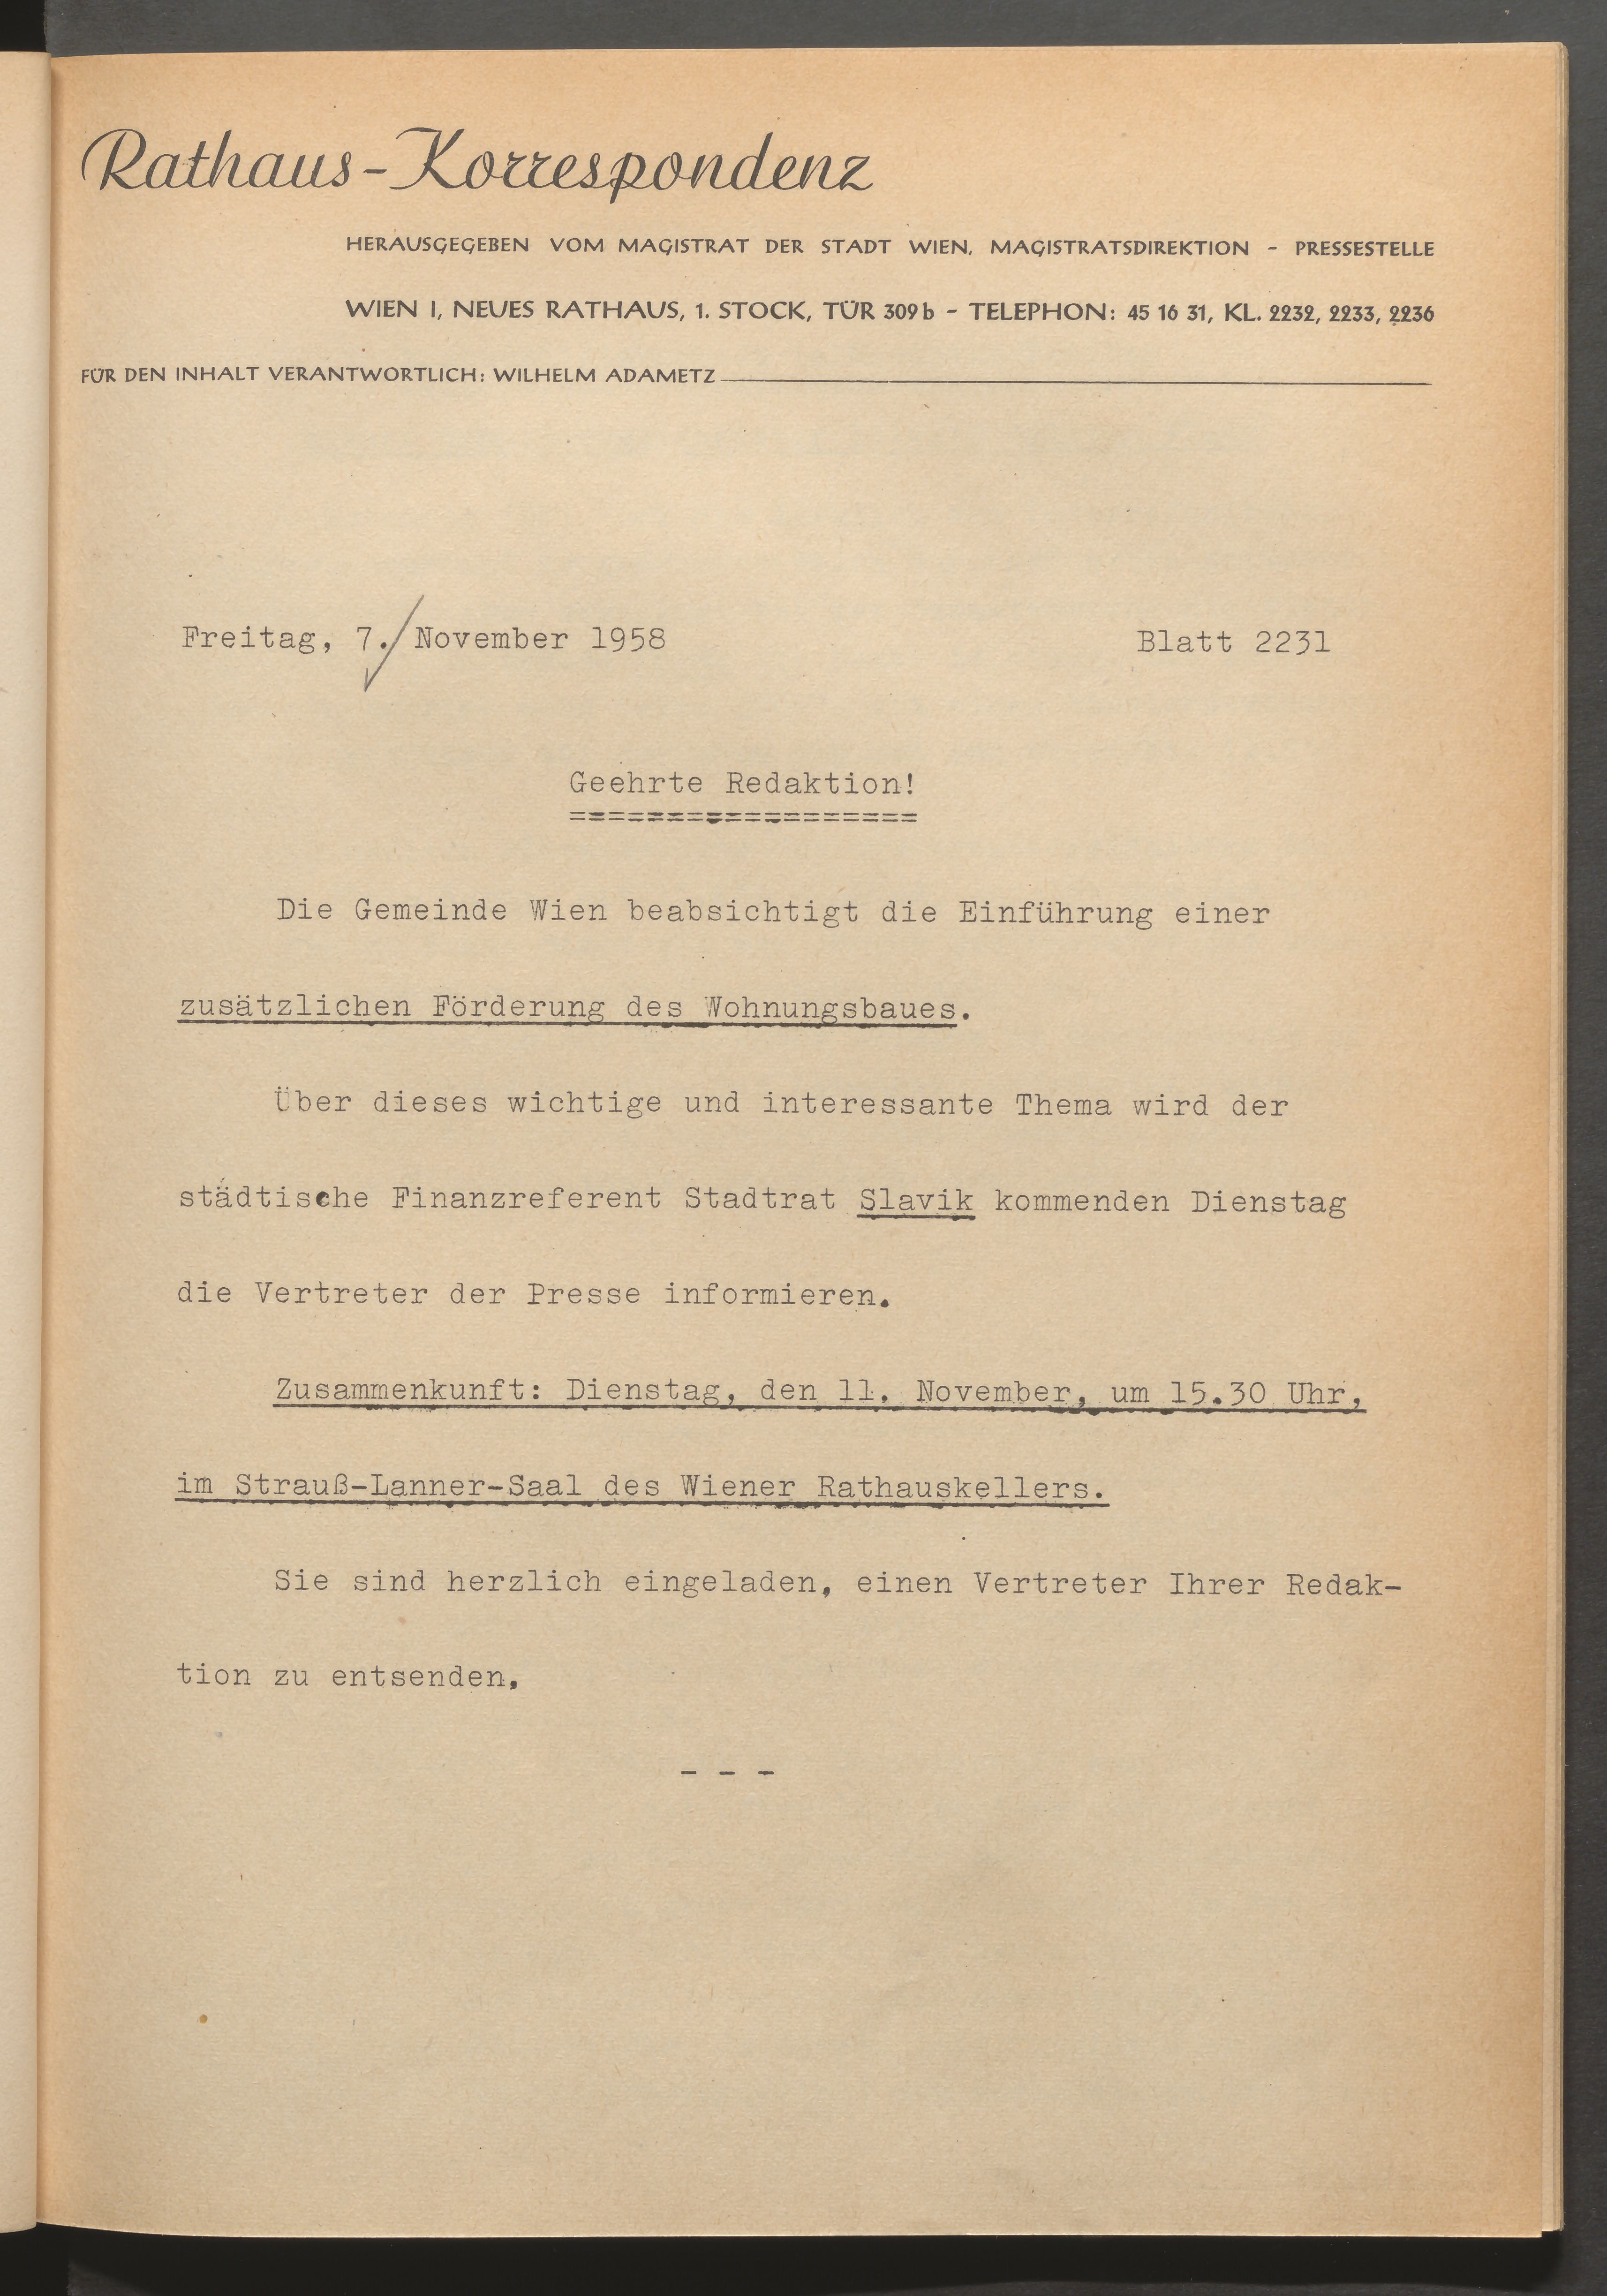 Rathaus-Korrespondenz
HERAUSGEGEBEN VOM MAGISTRAT DER STADT WIEN, MAGISTRATSDIREKTION - PRESSESTELLE
WIEN I, NEUES RATHAUS, 1. STOCK, TÜR 309b - TELEPHON: 45 16 31, KL. 2232, 2233, 2236
FÜR DEN INHALT VERANTWORTLICH: WILHELM ADAMETZ
Freitag, 7. November 1958 Blatt 2231
Geehrte Redaktion!
==================
Die Gemeinde Wien beabsichtigt die Einführung einer
zusätzlichen Förderung des Wohnungsbaues.
Über dieses wichtige und interessante Thema wird der
städtische Finanzreferent Stadtrat Slavik kommenden Dienstag
die Vertreter der Presse informieren.
Zusammenkunft: Dienstag, den 11. November, um 15.30 Uhr,
im Strauß-Lanner-Saal des Wiener Rathauskellers.
Sie sind herzlich eingeladen, einen Vertreter Ihrer Redak-
tion zu entsenden.
- - -